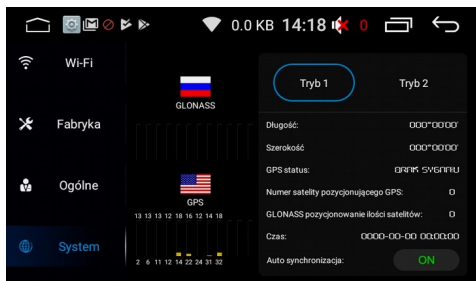 0.0 KB 14:18 0
Wi-Fi
Fabryka
Ogólne
System
GLONASS
GPS
13 13 13 12 18 16 12 14 18
2 6 11 12 14 22 24 31 32
Tryb 1 Tryb 2
Długość: 000°00'00'
Szerokość 000°00'00'
GPS status: BRAK SYGNAŁU
Numer satelity pozycjonującego GPS: 0
GLONASS pozycjonowanie ilości satelitów: 0
Czas: 0000-00-00 00:00:00
Auto synchronizacja: ON